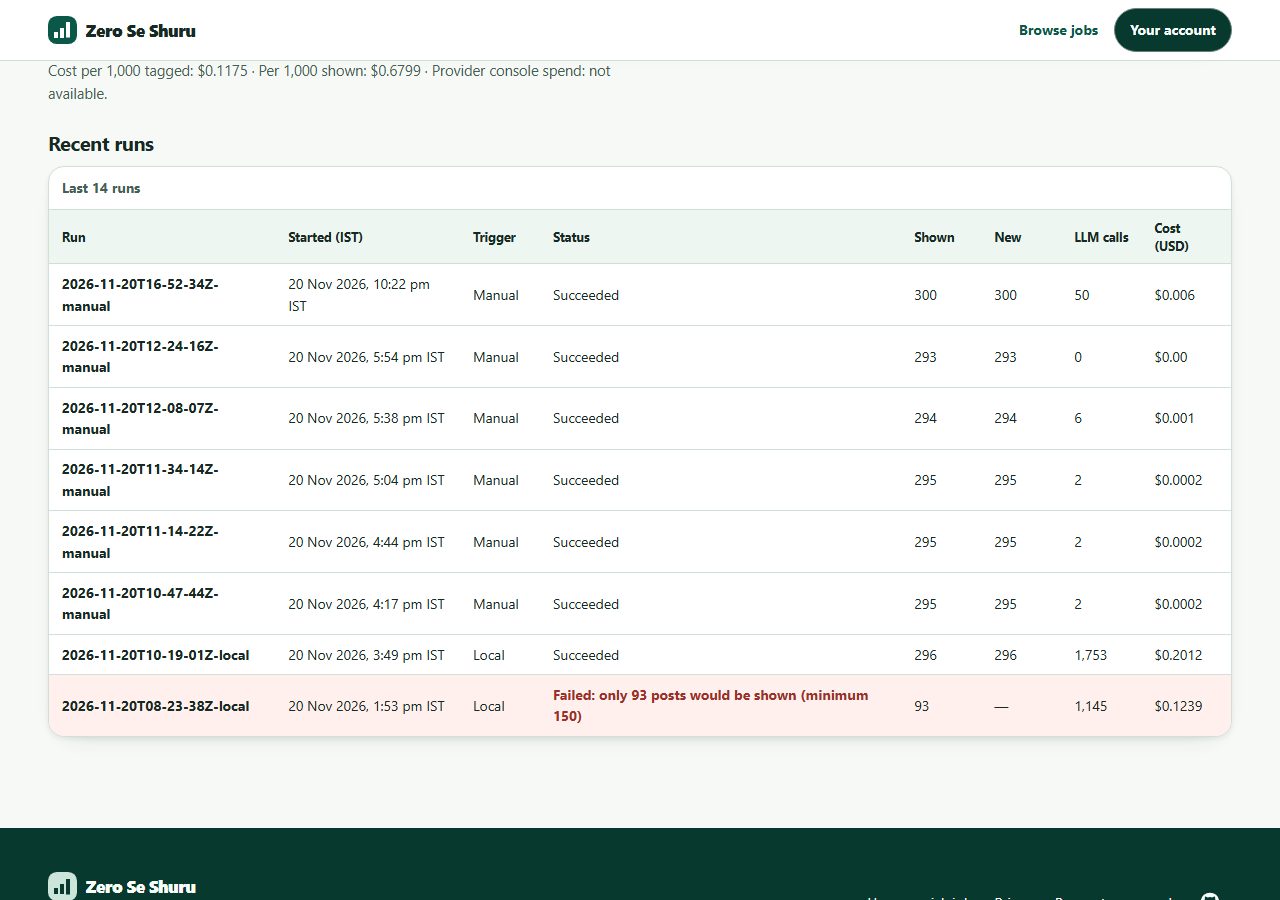 Zero Se Shuru
Browse jobs
Your account
Cost per 1,000 tagged: $0.1175 · Per 1,000 shown: $0.6799 · Provider console spend: not
available.
Recent runs
Last 14 runs
Run Started (IST) Trigger Status Shown New LLM calls Cost
(USD)
2026-11-20T16-52-34Z-
manual
20 Nov 2026, 10:22 pm
IST
Manual Succeeded 300 300 50 $0.006
2026-11-20T12-24-16Z-
manual
20 Nov 2026, 5:54 pm IST Manual Succeeded 293 293 0 $0.00
2026-11-20T12-08-07Z-
manual
20 Nov 2026, 5:38 pm IST Manual Succeeded 294 294 6 $0.001
2026-11-20T11-34-14Z-
manual
20 Nov 2026, 5:04 pm IST Manual Succeeded 295 295 2 $0.0002
2026-11-20T11-14-22Z-
manual
20 Nov 2026, 4:44 pm IST Manual Succeeded 295 295 2 $0.0002
2026-11-20T10-47-44Z-
manual
20 Nov 2026, 4:17 pm IST Manual Succeeded 295 295 2 $0.0002
2026-11-20T10-19-01Z-local 20 Nov 2026, 3:49 pm IST Local Succeeded 296 296 1,753 $0.2012
2026-11-20T08-23-38Z-local 20 Nov 2026, 1:53 pm IST Local Failed: only 93 posts would be shown (minimum
150)
93 — 1,145 $0.1239
Zero Se Shuru